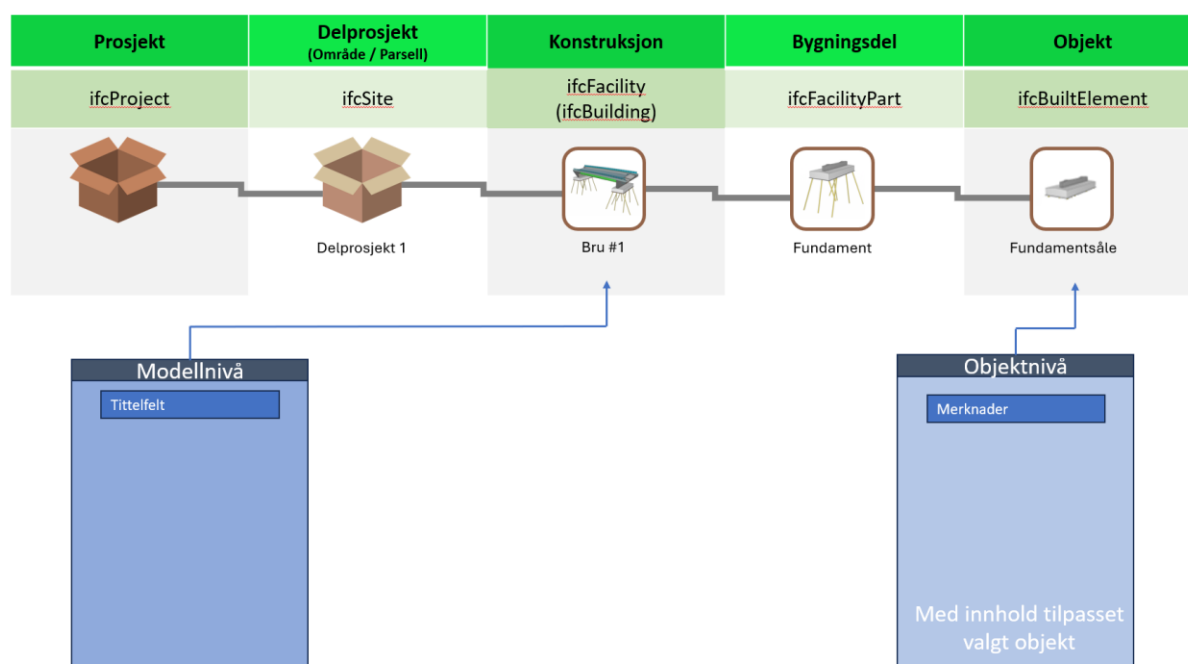 Prosjekt
Delprosjekt
(Område / Parsell)
Konstruksjon
Bygningsdel
Objekt
ifcProject
ifcSite
ifcFacility
(ifcBuilding)
ifcFacilityPart
ifcBuiltElement
Delprosjekt 1
Bru #1
Fundament
Fundamentsåle
Modellnivå
Tittelfelt
Objektnivå
Merknader
Med innhold tilpasset
valgt objekt